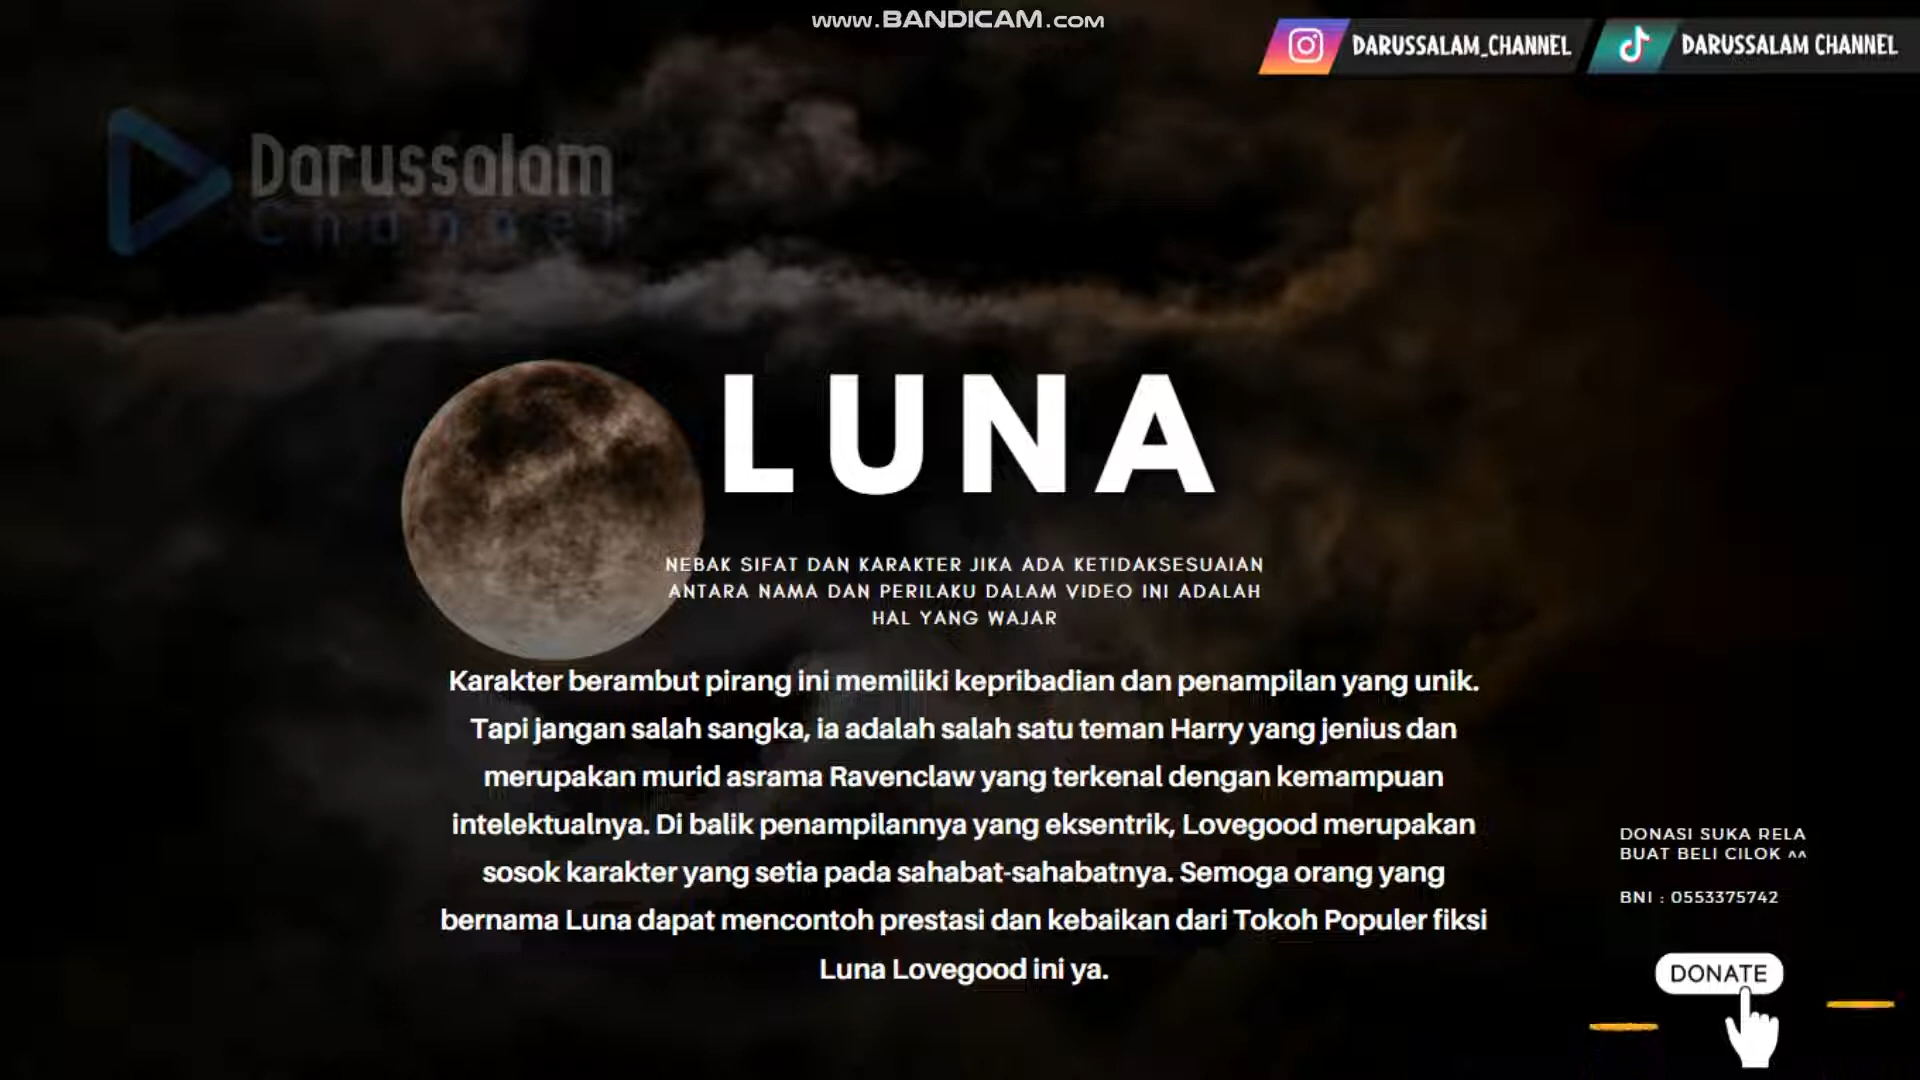 www.BANDICAM.com
DARUSSALAM_CHANNEL
DARUSSALAM CHANNEL
Darussalam
Channel
LUNA
NEBAK SIFAT DAN KARAKTER JIKA ADA KETIDAKSESUAIAN
ANTARA NAMA DAN PERILAKU DALAM VIDEO INI ADALAH
HAL YANG WAJAR
Karakter berambut pirang ini memiliki kepribadian dan penampilan yang unik.
Tapi jangan salah sangka, ia adalah salah satu teman Harry yang jenius dan
merupakan murid asrama Ravenclaw yang terkenal dengan kemampuan
intelektualnya. Di balik penampilannya yang eksentrik, Lovegood merupakan
sosok karakter yang setia pada sahabat-sahabatnya. Semoga orang yang
bernama Luna dapat mencontoh prestasi dan kebaikan dari Tokoh Populer fiksi
Luna Lovegood ini ya.
DONASI SUKA RELA
BUAT BELI CILOK ^^
BNI : 0553375742
DONATE